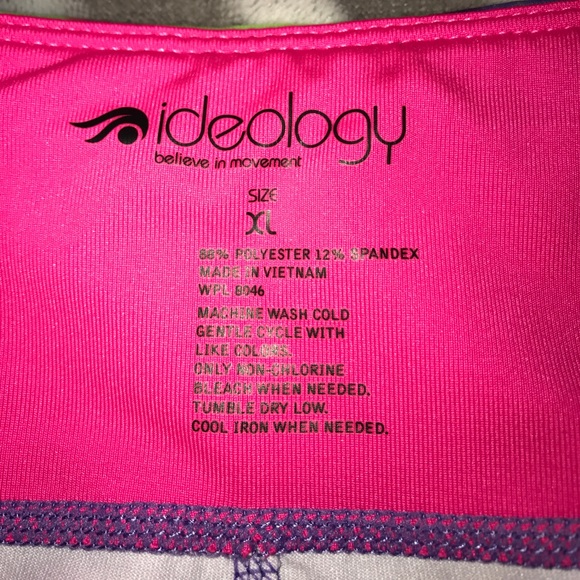 ideology
believe in movement
SIZE
XL
88% POLYESTER 12% SPANDEX
MADE IN VIETNAM
WPL 8046
MACHINE WASH COLD
GENTLE CYCLE WITH
LIKE COLORS.
ONLY NON-CHLORINE
BLEACH WHEN NEEDED.
TUMBLE DRY LOW.
COOL IRON WHEN NEEDED.